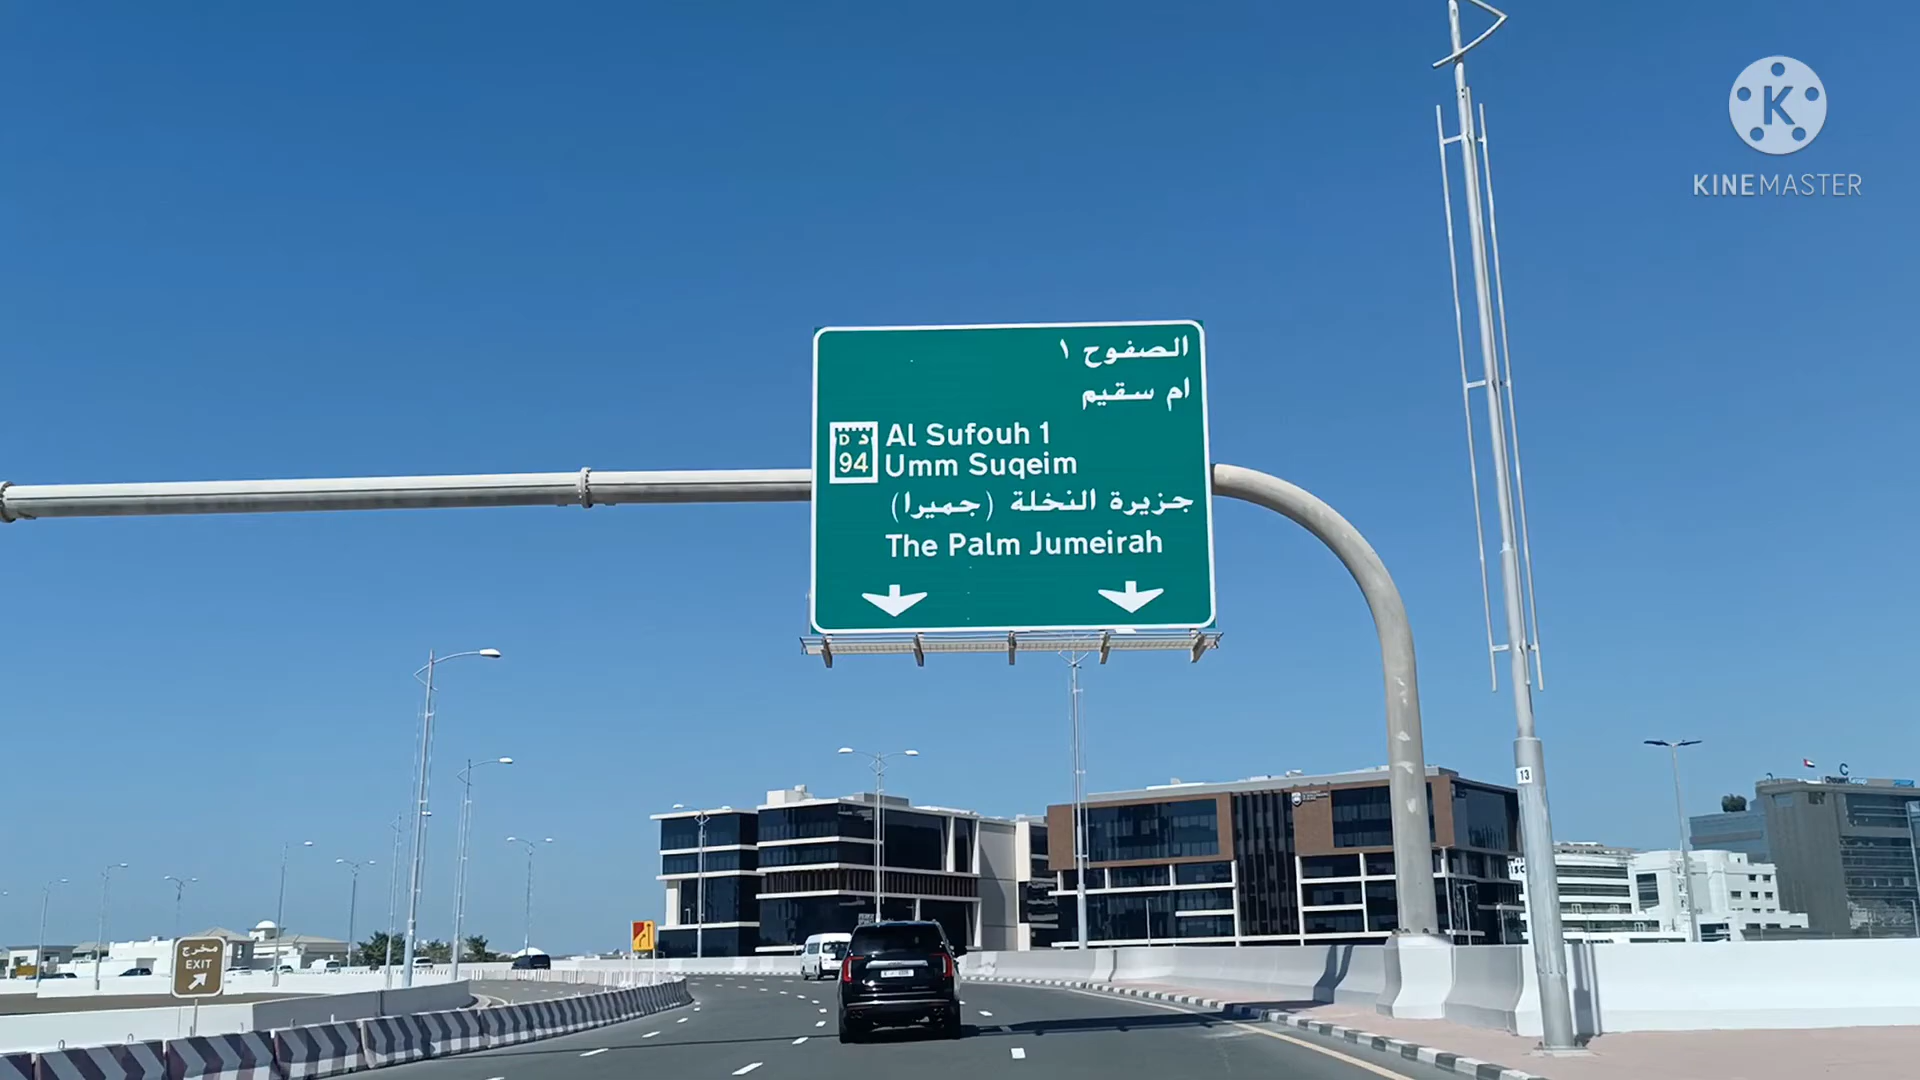 KINEMASTER
الصفوح ١
ام سقيم
D د
94
Al Sufouh 1
Umm Suqeim
جزيرة النخلة (جميرا)
The Palm Jumeirah
13
مخرج
EXIT